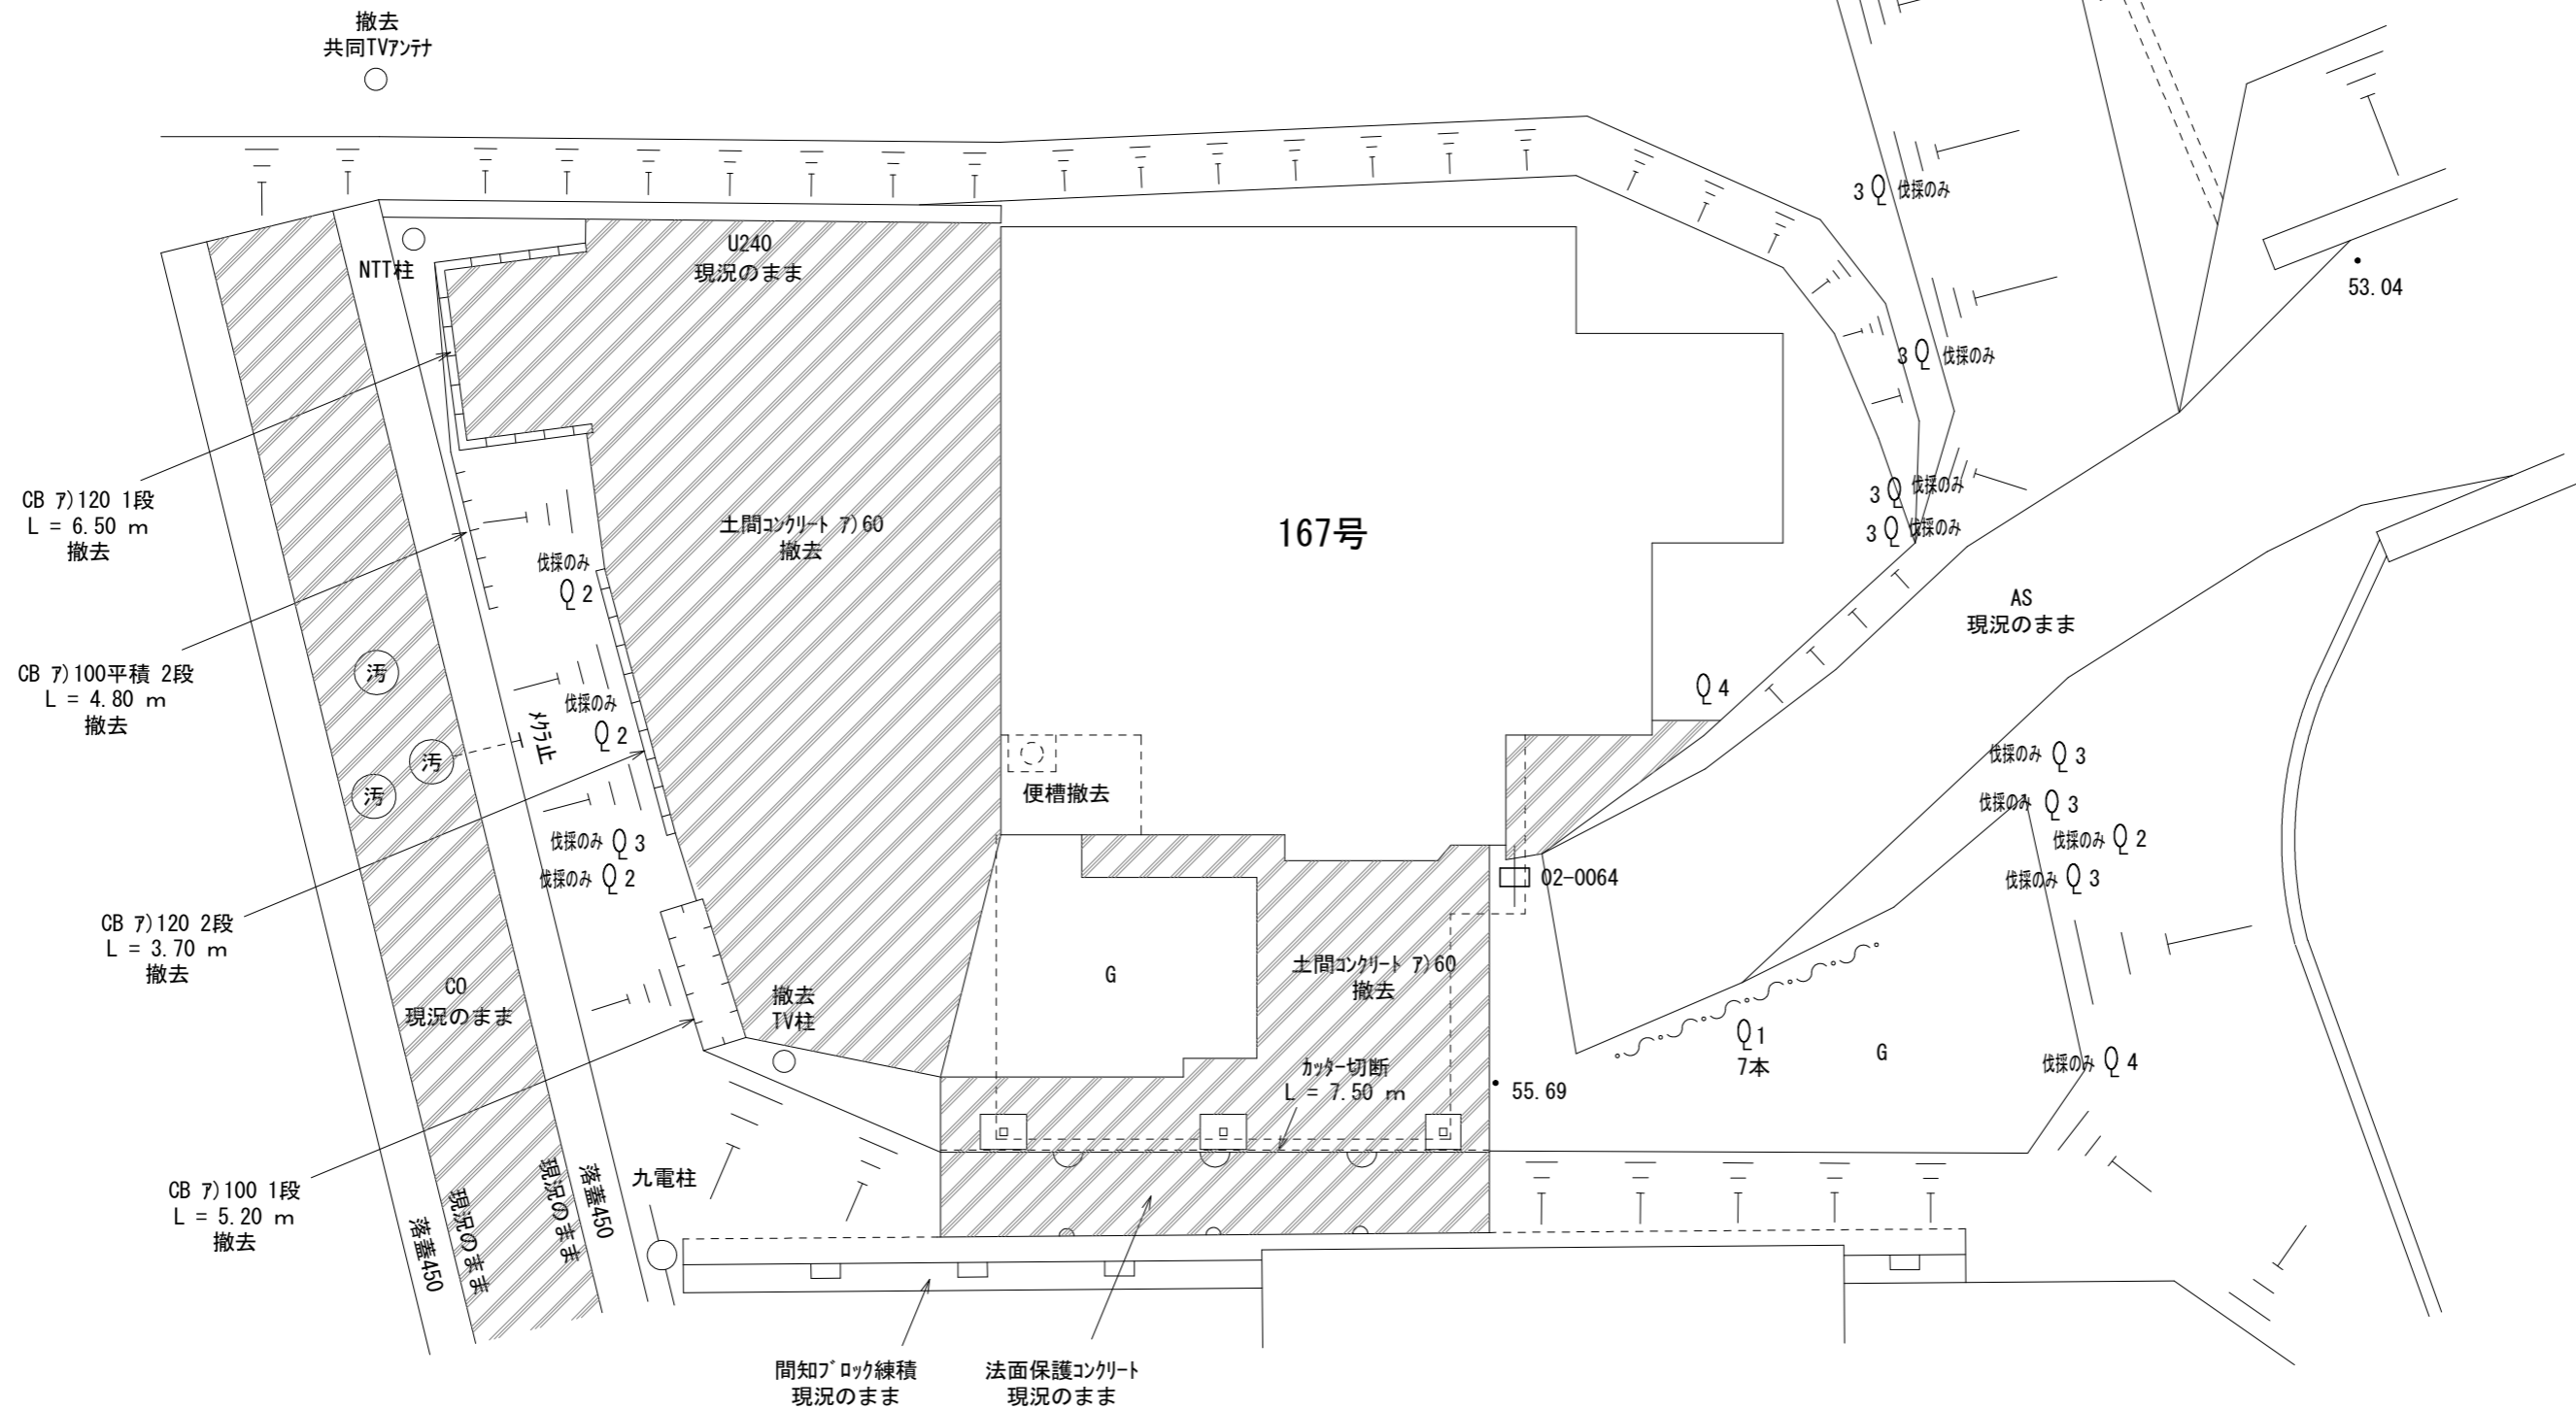 撤去
共同TVｱﾝﾃﾅ
NTT柱
U240
現況のまま
3
伐採のみ
53.04
3
伐採のみ
CB ｱ)120 1段
L = 6.50 m
撤去
土間ｺﾝｸﾘｰﾄ ｱ)60
撤去
167号
3
伐採のみ
3
伐採のみ
伐採のみ
2
AS
現況のまま
CB ｱ)100平積 2段
L = 4.80 m
撤去
汚
伐採のみ
2
4
ﾒｸﾗ止
汚
汚
便槽撤去
伐採のみ
3
伐採のみ
3
伐採のみ
2
伐採のみ
3
伐採のみ
3
伐採のみ
2
02-0064
CB ｱ)120 2段
L = 3.70 m
撤去
CO
現況のまま
撤去
TV柱
G
土間ｺﾝｸﾘｰﾄ ｱ)60
撤去
1
7本
G
伐採のみ
4
ｶｯﾀｰ切断
L = 7.50 m
55.69
CB ｱ)100 1段
L = 5.20 m
撤去
九電柱
落蓋450
現況のまま
現況のまま
落蓋450
間知ﾌﾞﾛｯｸ練積
現況のまま
法面保護ｺﾝｸﾘｰﾄ
現況のまま